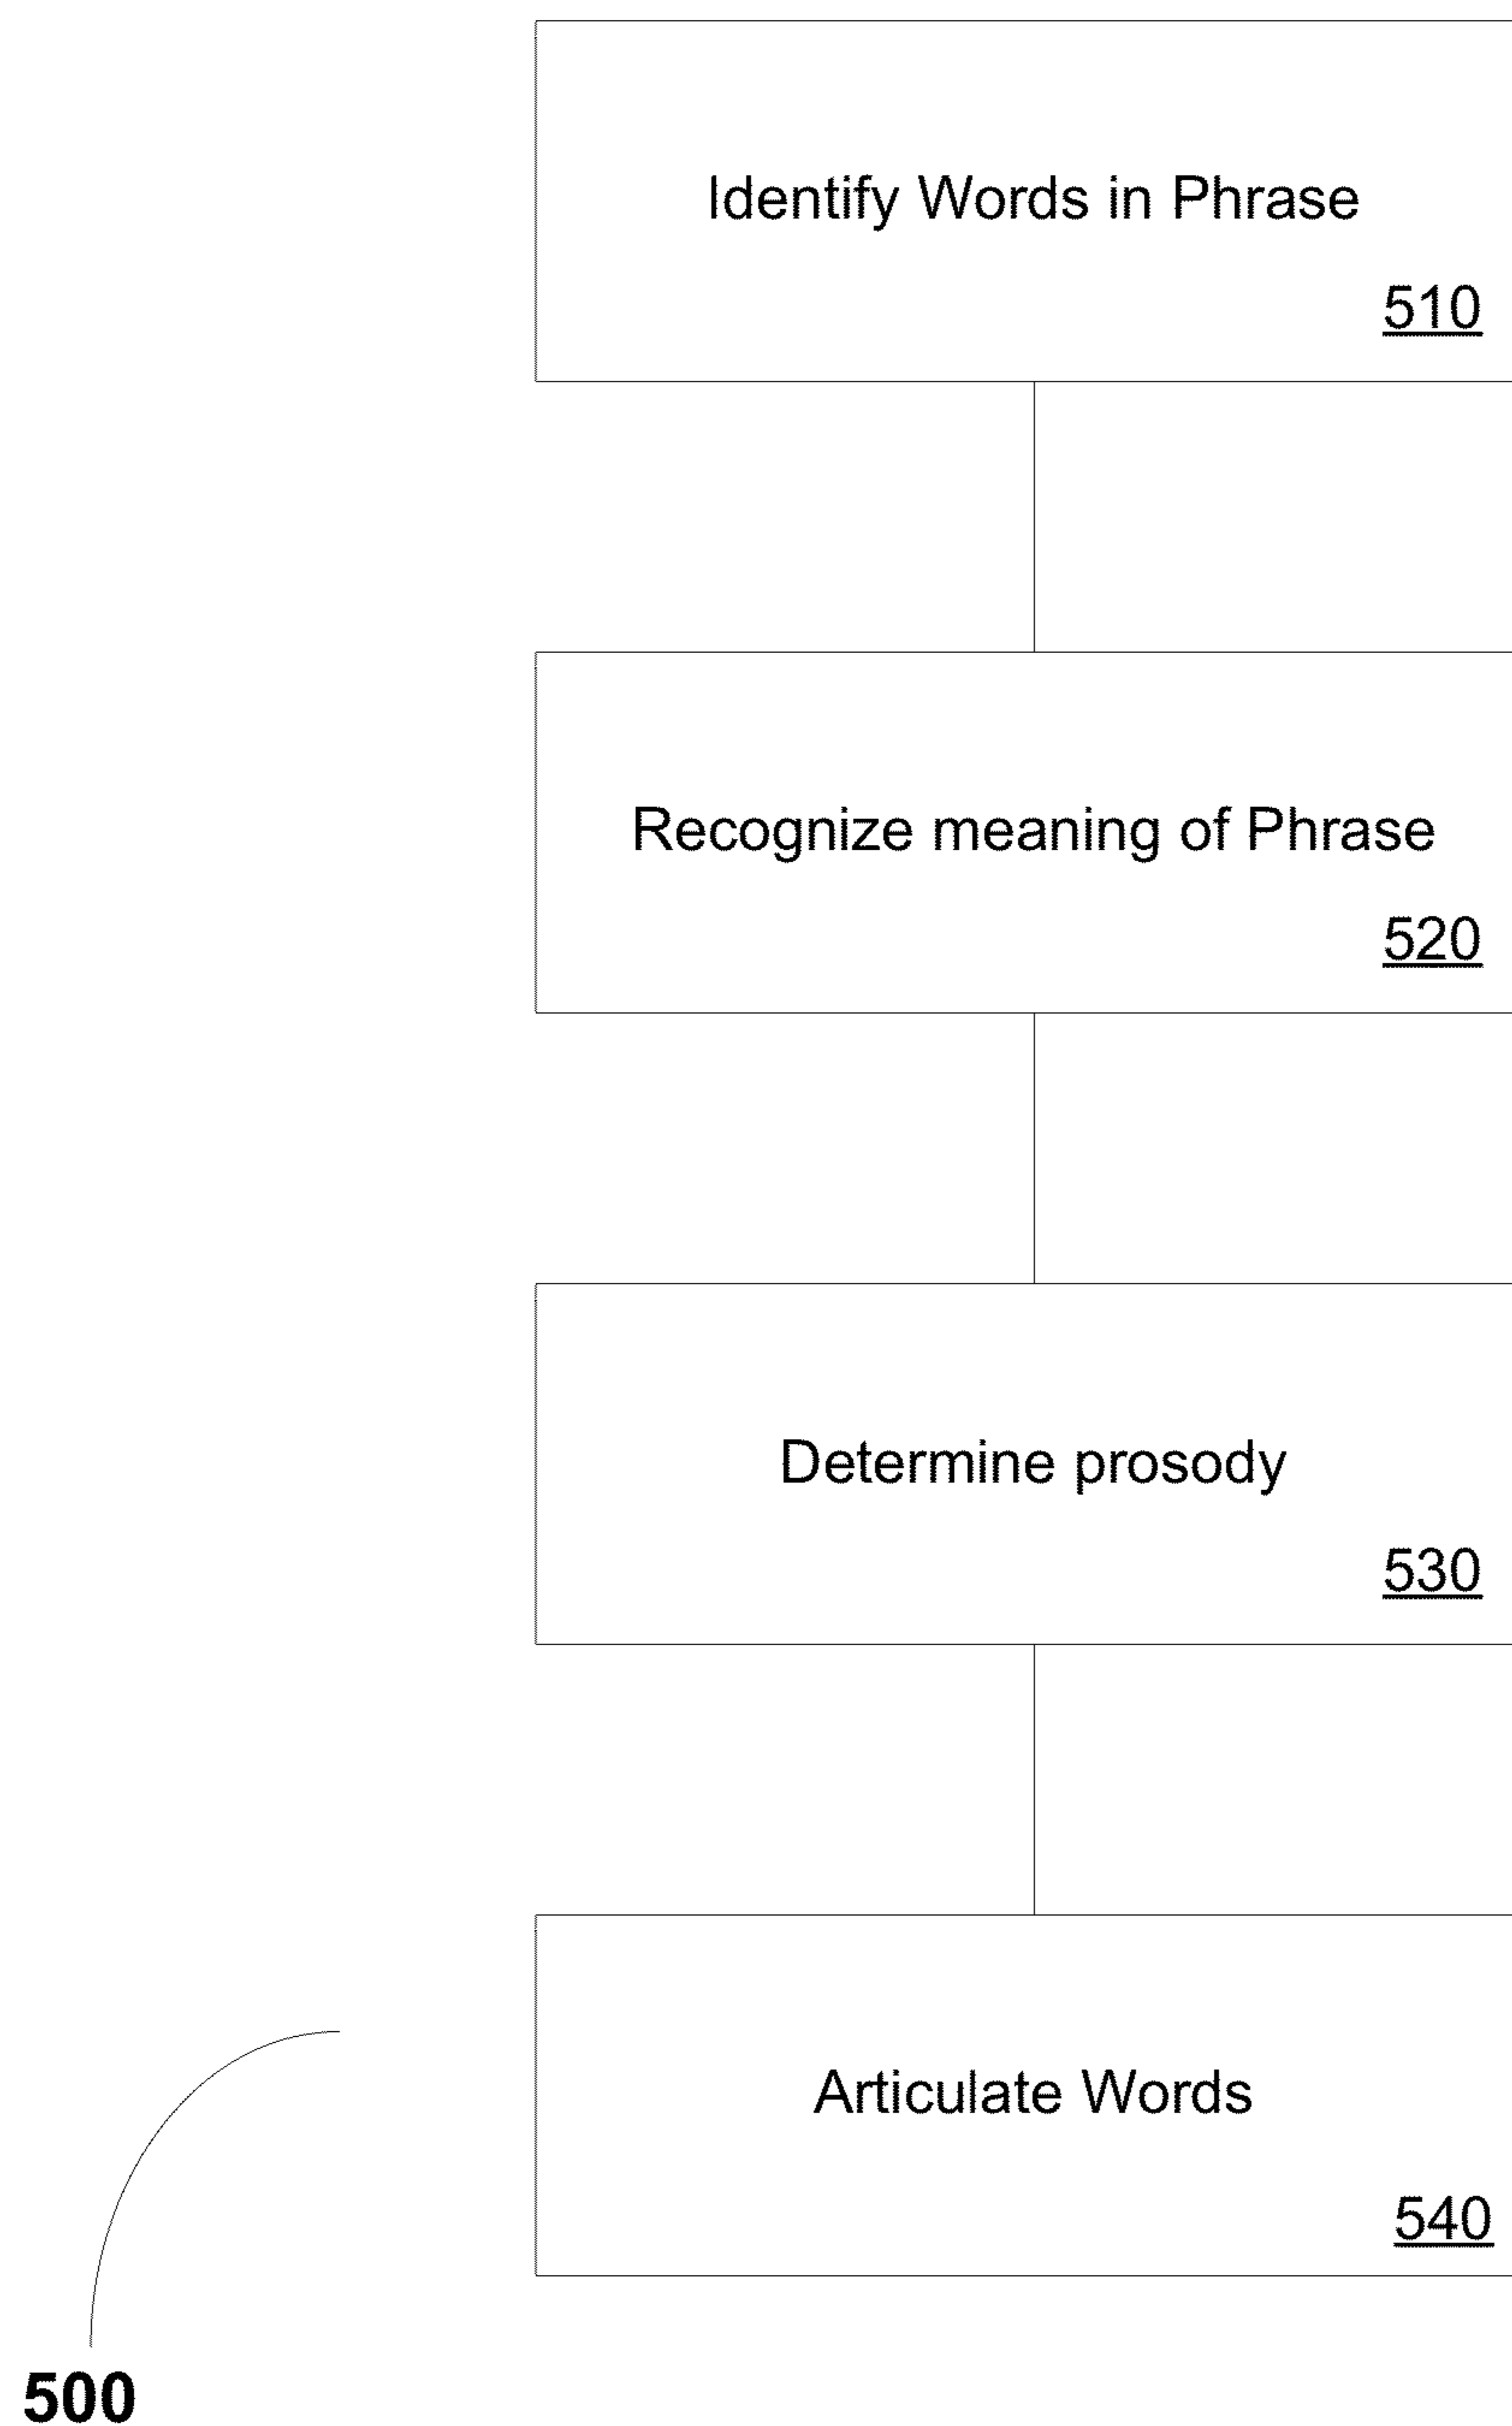 Identify Words in Phrase
510
Recognize meaning of Phrase
520
Determine prosody
530
Articulate Words
540
500